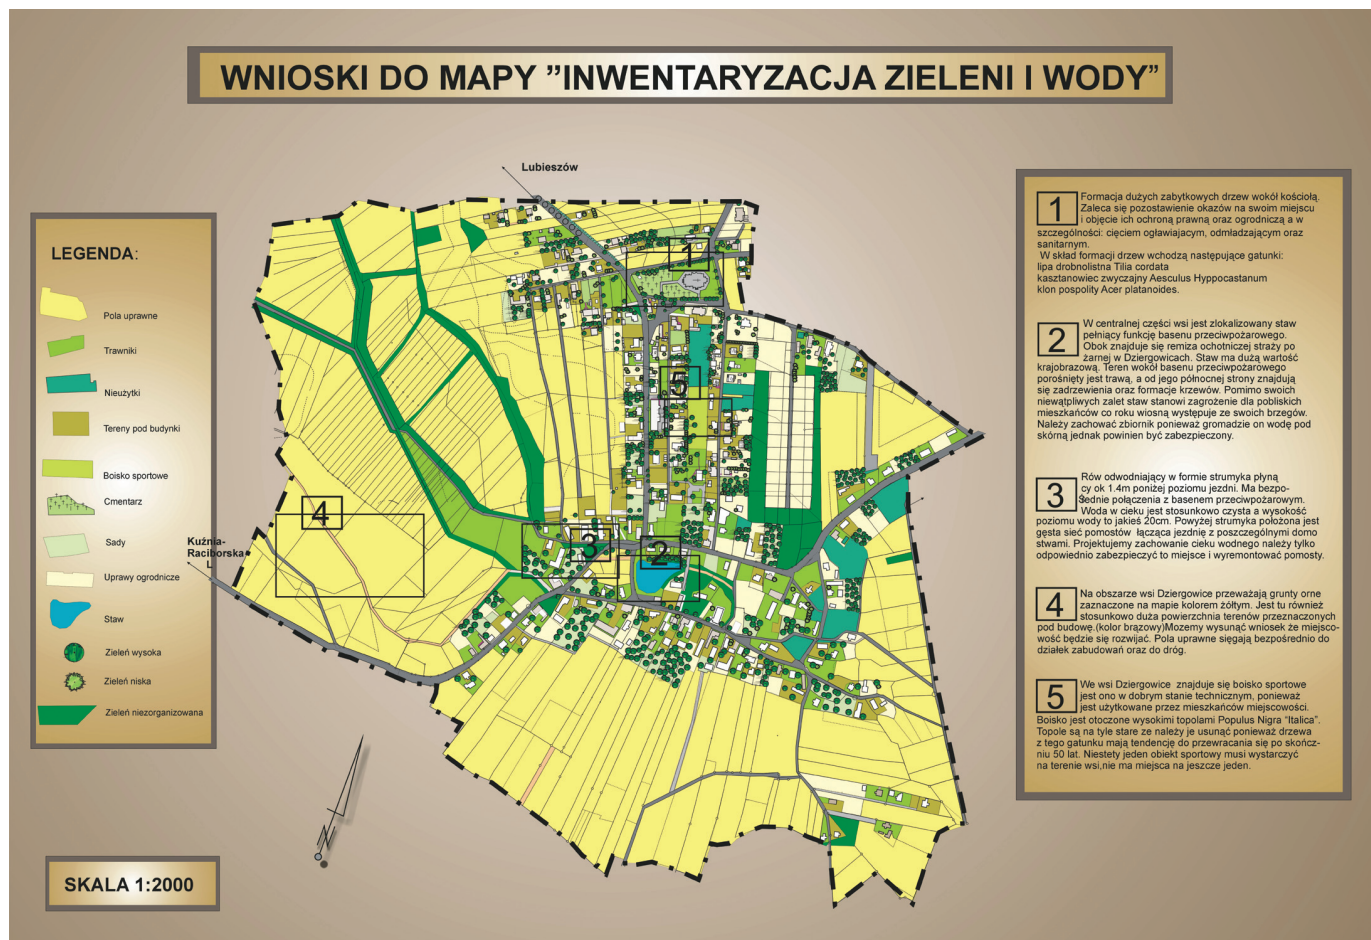 WNIOSKI DO MAPY ”INWENTARYZACJA ZIELENI I WODY”
Lubieszów
LEGENDA:
Pola uprawne
Trawniki
Nieużytki
Tereny pod budynki
Boisko sportowe
Cmentarz
Sady
Uprawy ogrodnicze
Staw
Zieleń wysoka
Zieleń niska
Zieleń niezorganizowana
Kuźnia-
Raciborska
1
5
4
3
2
N
SKALA 1:2000
1 Formacja dużych zabytkowych drzew wokół kościołą.
Zaleca się pozostawienie okazów na swoim miejscu
i objęcie ich ochroną prawną oraz ogrodniczą a w
szczególności: cięciem ogławiajacym, odmładzającym oraz
sanitarnym.
W skład formacji drzew wchodzą następujące gatunki:
lipa drobnolistna Tilia cordata
kasztanowiec zwyczajny Aesculus Hyppocastanum
klon pospolity Acer platanoides.
2 W centralnej części wsi jest zlokalizowany staw
pełniący funkcję basenu przeciwpożarowego.
Obok znajduje się remiza ochotniczej straży po
żarnej w Dziergowicach. Staw ma dużą wartość
krajobrazową. Teren wokół basenu przeciwpożarowego
porośnięty jest trawą, a od jego północnej strony znajdują
się zadrzewienia oraz formacje krzewów. Pomimo swoich
niewątpliwych zalet staw stanowi zagrożenie dla pobliskich
mieszkańców co roku wiosną występuje ze swoich brzegów.
Należy zachować zbiornik ponieważ gromadzie on wodę pod
skórną jednak powinien być zabezpieczony.
3 Rów odwodniający w formie strumyka płyną
cy ok 1.4m poniżej poziomu jezdni. Ma bezpo-
średnie połączenia z basenem przeciwpożarowym.
Woda w cieku jest stosunkowo czysta a wysokość
poziomu wody to jakieś 20cm. Powyżej strumyka położona jest
gęsta sieć pomostów łącząca jezdnię z poszczególnymi domo
stwami. Projektujemy zachowanie cieku wodnego należy tylko
odpowiednio zabezpieczyć to miejsce i wyremontować pomosty.
4 Na obszarze wsi Dziergowice przeważają grunty orne
zaznaczone na mapie kolorem żółtym. Jest tu również
stosunkowo duża powierzchnia terenów przeznaczonych
pod budowę.(kolor brązowy)Mozemy wysunąć wniosek że miejsco-
wość będzie się rozwijać. Pola uprawne sięgają bezpośrednio do
działek zabudowań oraz do dróg.
5 We wsi Dziergowice znajduje się boisko sportowe
jest ono w dobrym stanie technicznym, ponieważ
jest użytkowane przez mieszkańców miejscowości.
Boisko jest otoczone wysokimi topolami Populus Nigra “Italica”.
Topole są na tyle stare ze należy je usunąć ponieważ drzewa
z tego gatunku mają tendencję do przewracania się po skończ-
niu 50 lat. Niestety jeden obiekt sportowy musi wystarczyć
na terenie wsi,nie ma miejsca na jeszcze jeden.